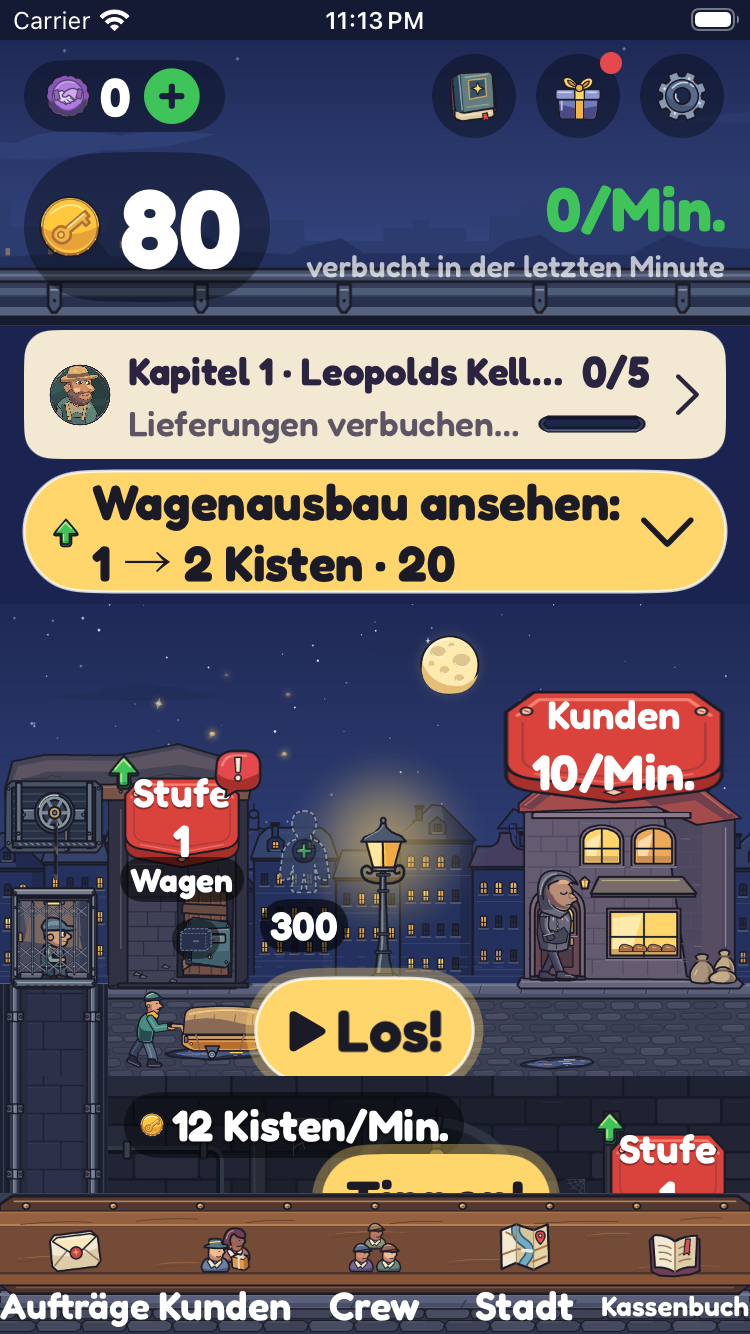 Carrier
11:13 PM
0
80
0/Min.
verbucht in der letzten Minute
Kapitel 1 · Leopolds Kell... 0/5
Lieferungen verbuchen...
Wagenausbau ansehen:
1 → 2 Kisten · 20
Kunden
10/Min.
!
Stufe
1
Wagen
300
Los!
12 Kisten/Min.
Stufe
Aufträge
Kunden
Crew
Stadt
Kassenbuch